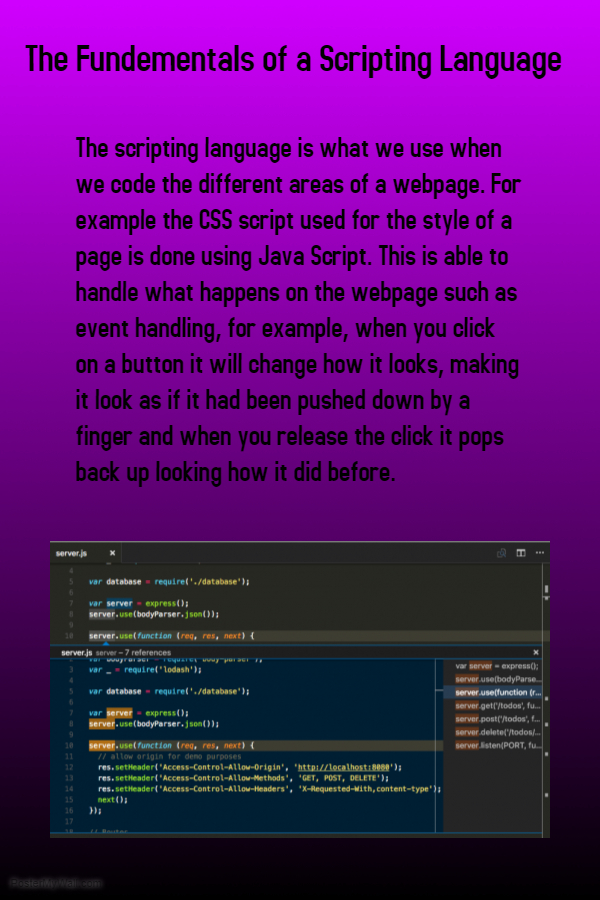 The Fundementals of a Scripting Language
The scripting language is what we use when
we code the different areas of a webpage. For
example the CSS script used for the style of a
page is done using Java Script. This is able to
handle what happens on the webpage such as
event handling, for example, when you click
on a button it will change how it looks, making
it look as if it had been pushed down by a
finger and when you release the click it pops
back up looking how it did before.
server.js ×
4
5 var database = require('./database');
6
7 var server = express();
8 server.use(bodyParser.json());
9
10 server.use(function (req, res, next) {
server.js server – 7 references ×
var bodyParser = require('body-parser');
3 var _ = require('lodash');
4
5 var database = require('./database');
6
7 var server = express();
8 server.use(bodyParser.json());
9
10 server.use(function (req, res, next) {
11 // allow origin for demo purposes
12 res.setHeader('Access-Control-Allow-Origin', 'http://localhost:8080');
13 res.setHeader('Access-Control-Allow-Methods', 'GET, POST, DELETE');
14 res.setHeader('Access-Control-Allow-Headers', 'X-Requested-With,content-type');
15 next();
16 });
17
18 // Routes
var server = express();
server.use(bodyParse...
server.use(function (r...
server.get('/todos', fu...
server.post('/todos', f...
server.delete('/todos/...
server.listen(PORT, fu...
PosterMyWall.com